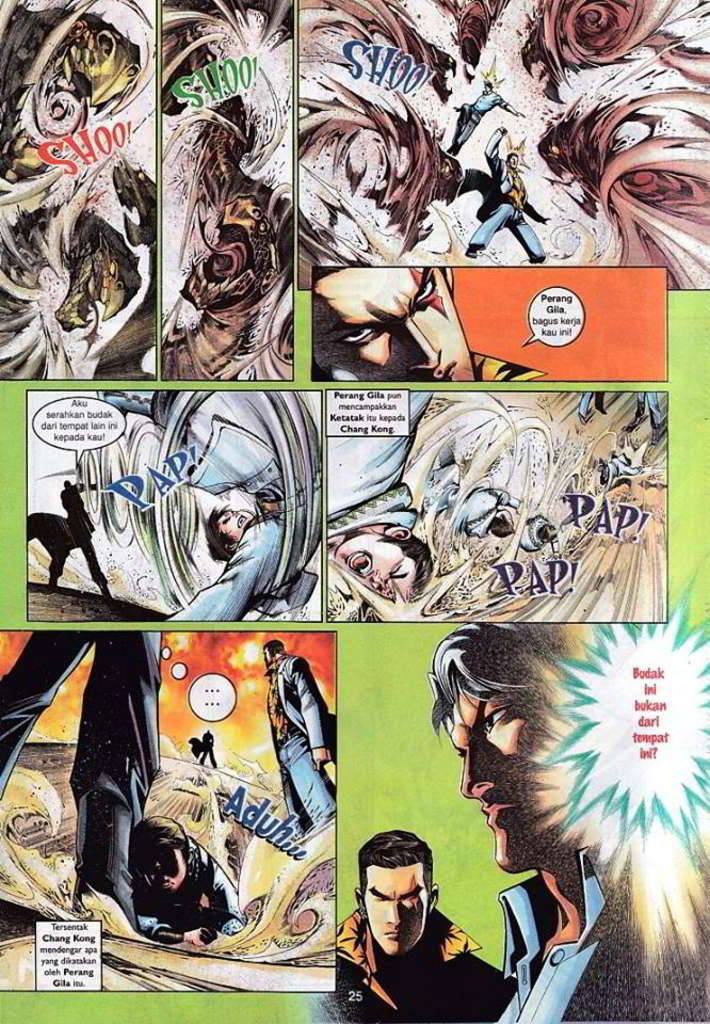 SHOO!
SHOO!
SHOO!
Perang
Gila,
bagus kerja
kau ini!
Aku
serahkan budak
dari tempat lain ini
kepada kau!
PAP!
Perang Gila pun
mencampakkan
Ketatak itu kepada
Chang Kong.
PAP!
PAP!
...
Aduhii...
Tersentak
Chang Kong
mendengar apa
yang dikatakan
oleh Perang
Gila itu.
Budak
ini
bukan
dari
tempat
ini?
25